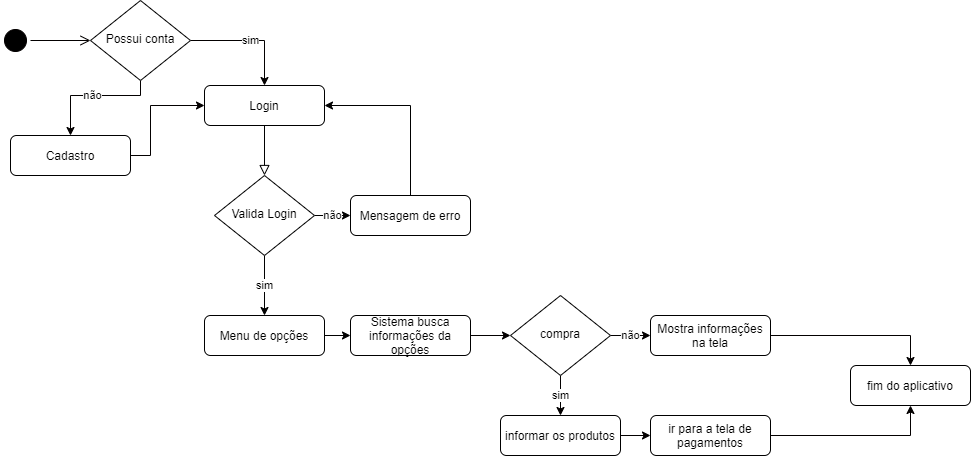 Possui conta
sim
não
Login
Cadastro
Valida Login
não
Mensagem de erro
sim
Menu de opções
Sistema busca
informações da
opções
compra
não
Mostra informações
na tela
sim
fim do aplicativo
informar os produtos
ir para a tela de
pagamentos